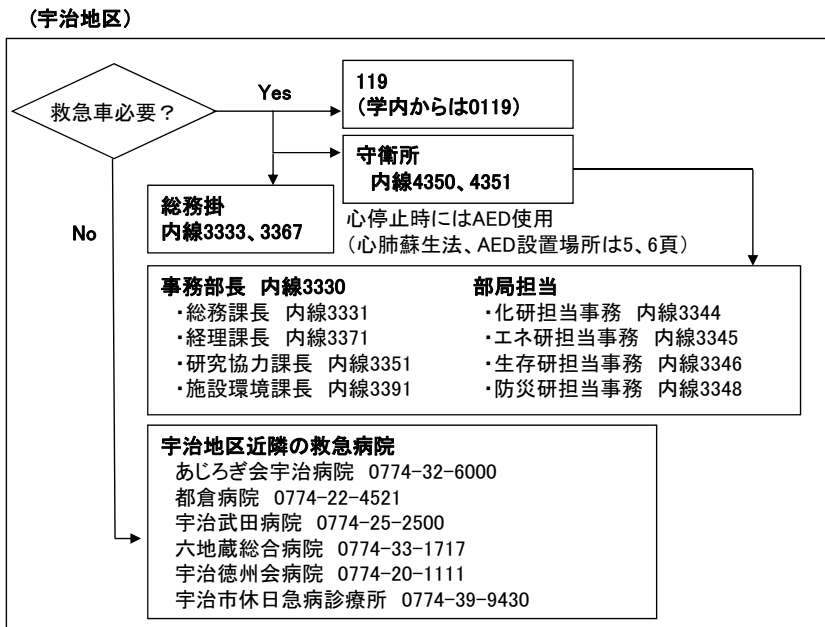 (宇治地区)
救急車必要？
Yes
119
(学内からは0119)
守衛所
内線4350、4351
総務掛
内線3333、3367
心停止時にはAED使用
(心肺蘇生法、AED設置場所は5、6頁)
No
事務部長 内線3330
・総務課長 内線3331
・経理課長 内線3371
・研究協力課長 内線3351
・施設環境課長 内線3391
部局担当
・化研担当事務 内線3344
・エネ研担当事務 内線3345
・生存研担当事務 内線3346
・防災研担当事務 内線3348
宇治地区近隣の救急病院
あじろぎ会宇治病院 0774-32-6000
都倉病院 0774-22-4521
宇治武田病院 0774-25-2500
六地蔵総合病院 0774-33-1717
宇治徳州会病院 0774-20-1111
宇治市休日急病診療所 0774-39-9430